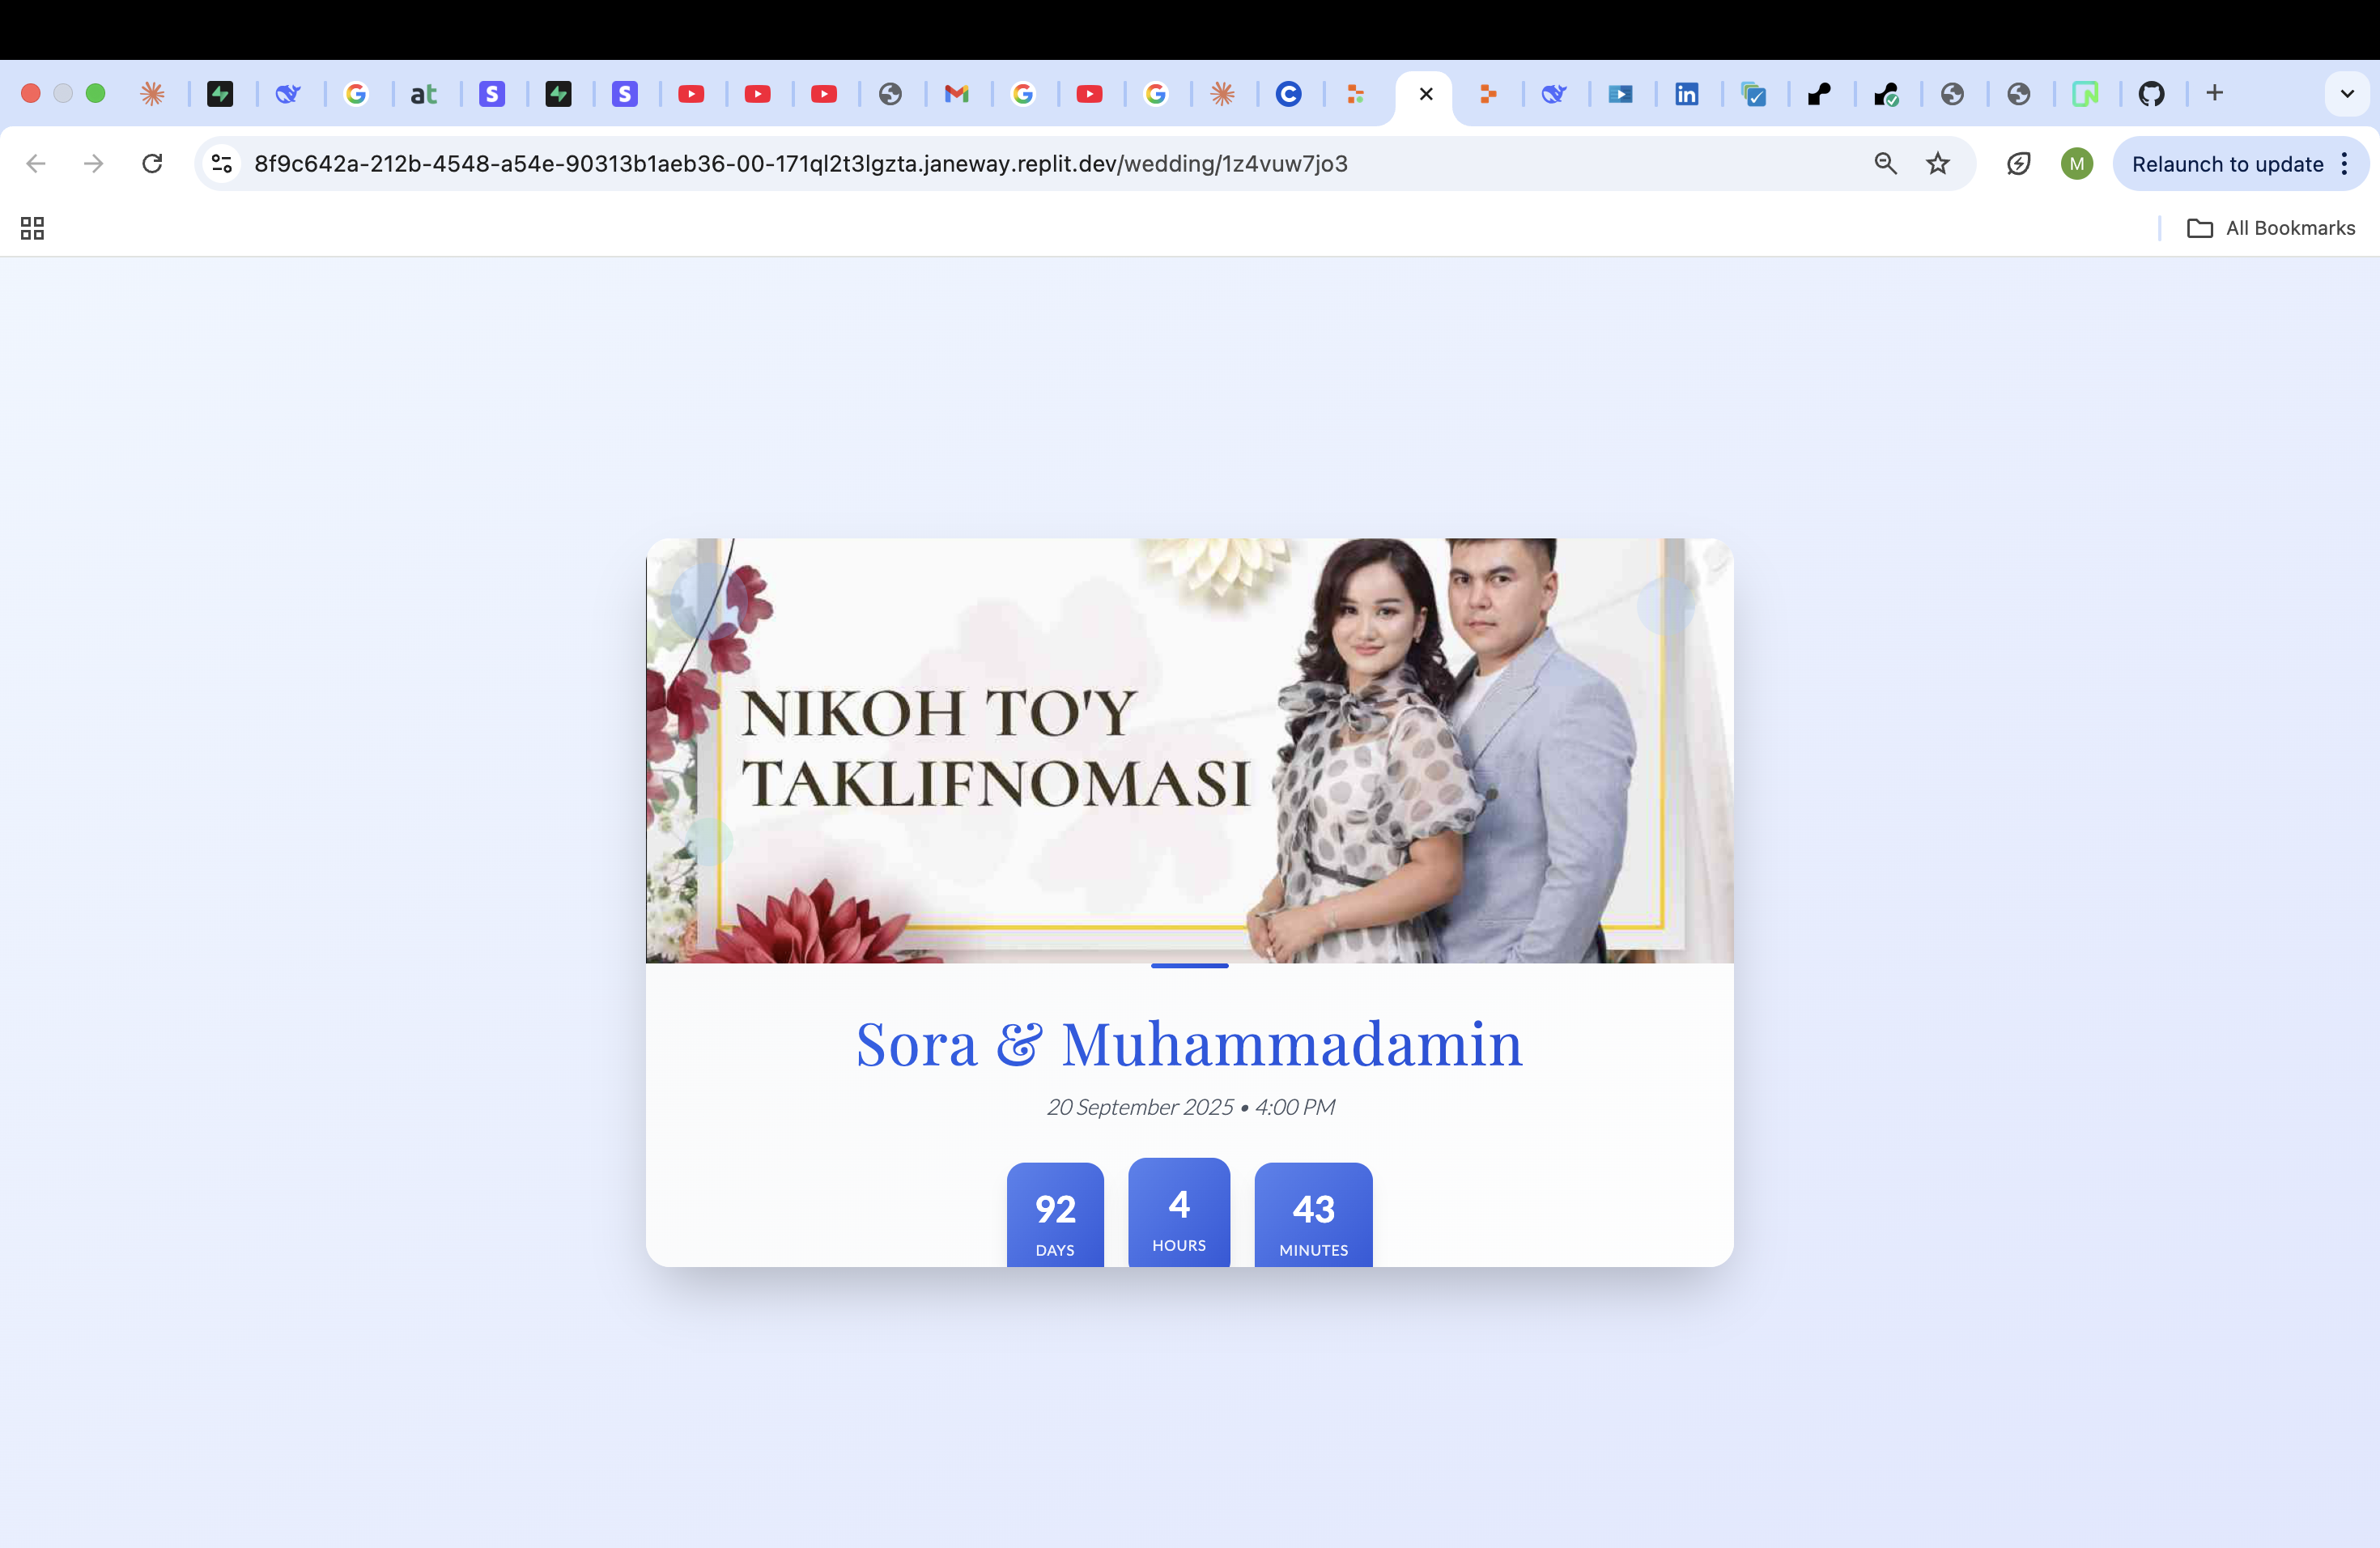 at
S
S
C
in
8f9c642a-212b-4548-a54e-90313b1aeb36-00-171ql2t3lgzta.janeway.replit.dev/wedding/1z4vuw7jo3
M
Relaunch to update
All Bookmarks
NIKOH TO'Y
TAKLIFNOMASI
Sora & Muhammadamin
20 September 2025 • 4:00 PM
92
4
43
DAYS
HOURS
MINUTES